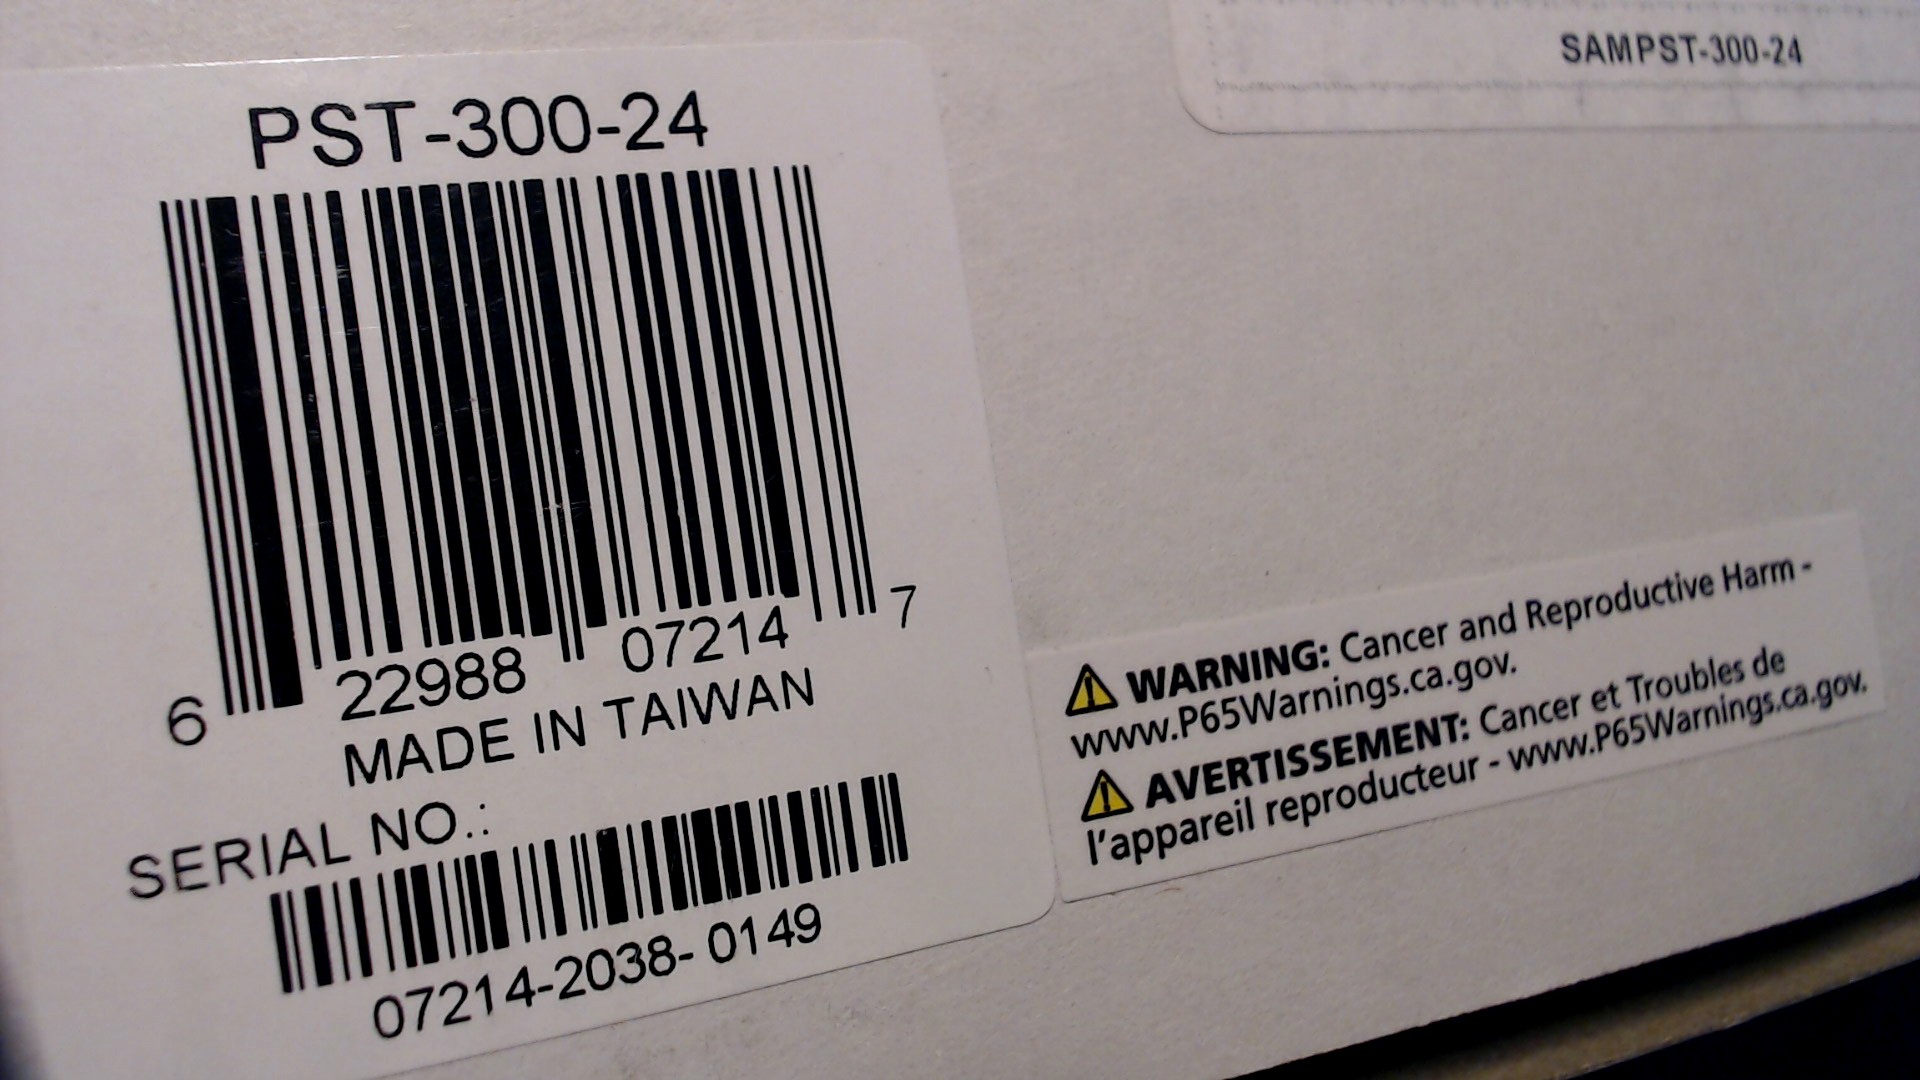 PST-300-24
6 22988 07214 7
MADE IN TAIWAN
SERIAL NO.:
07214-2038- 0149
SAMPST-300-24
WARNING: Cancer and Reproductive Harm -
www.P65Warnings.ca.gov.
AVERTISSEMENT: Cancer et Troubles de
l'appareil reproducteur - www.P65Warnings.ca.gov.